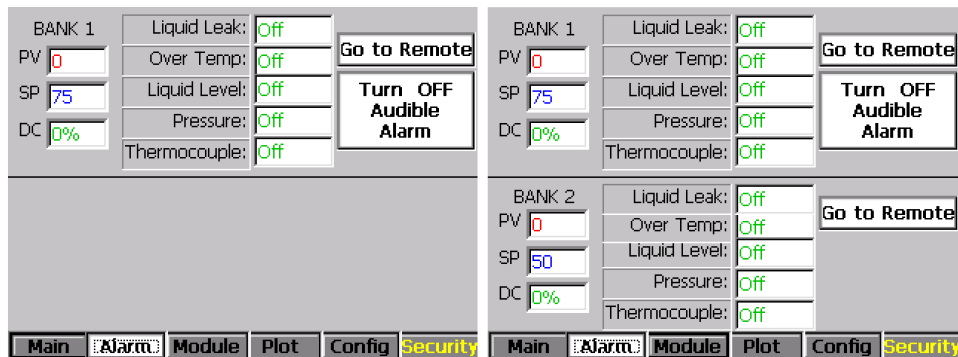 BANK 1
PV 0
SP 75
DC 0%
Liquid Leak: Off
Over Temp: Off
Liquid Level: Off
Pressure: Off
Thermocouple: Off
Go to Remote
Turn OFF
Audible
Alarm
Main Alarm Module Plot Config Security
BANK 1
PV 0
SP 75
DC 0%
Liquid Leak: Off
Over Temp: Off
Liquid Level: Off
Pressure: Off
Thermocouple: Off
Go to Remote
Turn OFF
Audible
Alarm
BANK 2
PV 0
SP 50
DC 0%
Liquid Leak: Off
Over Temp: Off
Liquid Level: Off
Pressure: Off
Thermocouple: Off
Go to Remote
Main Alarm Module Plot Config Security